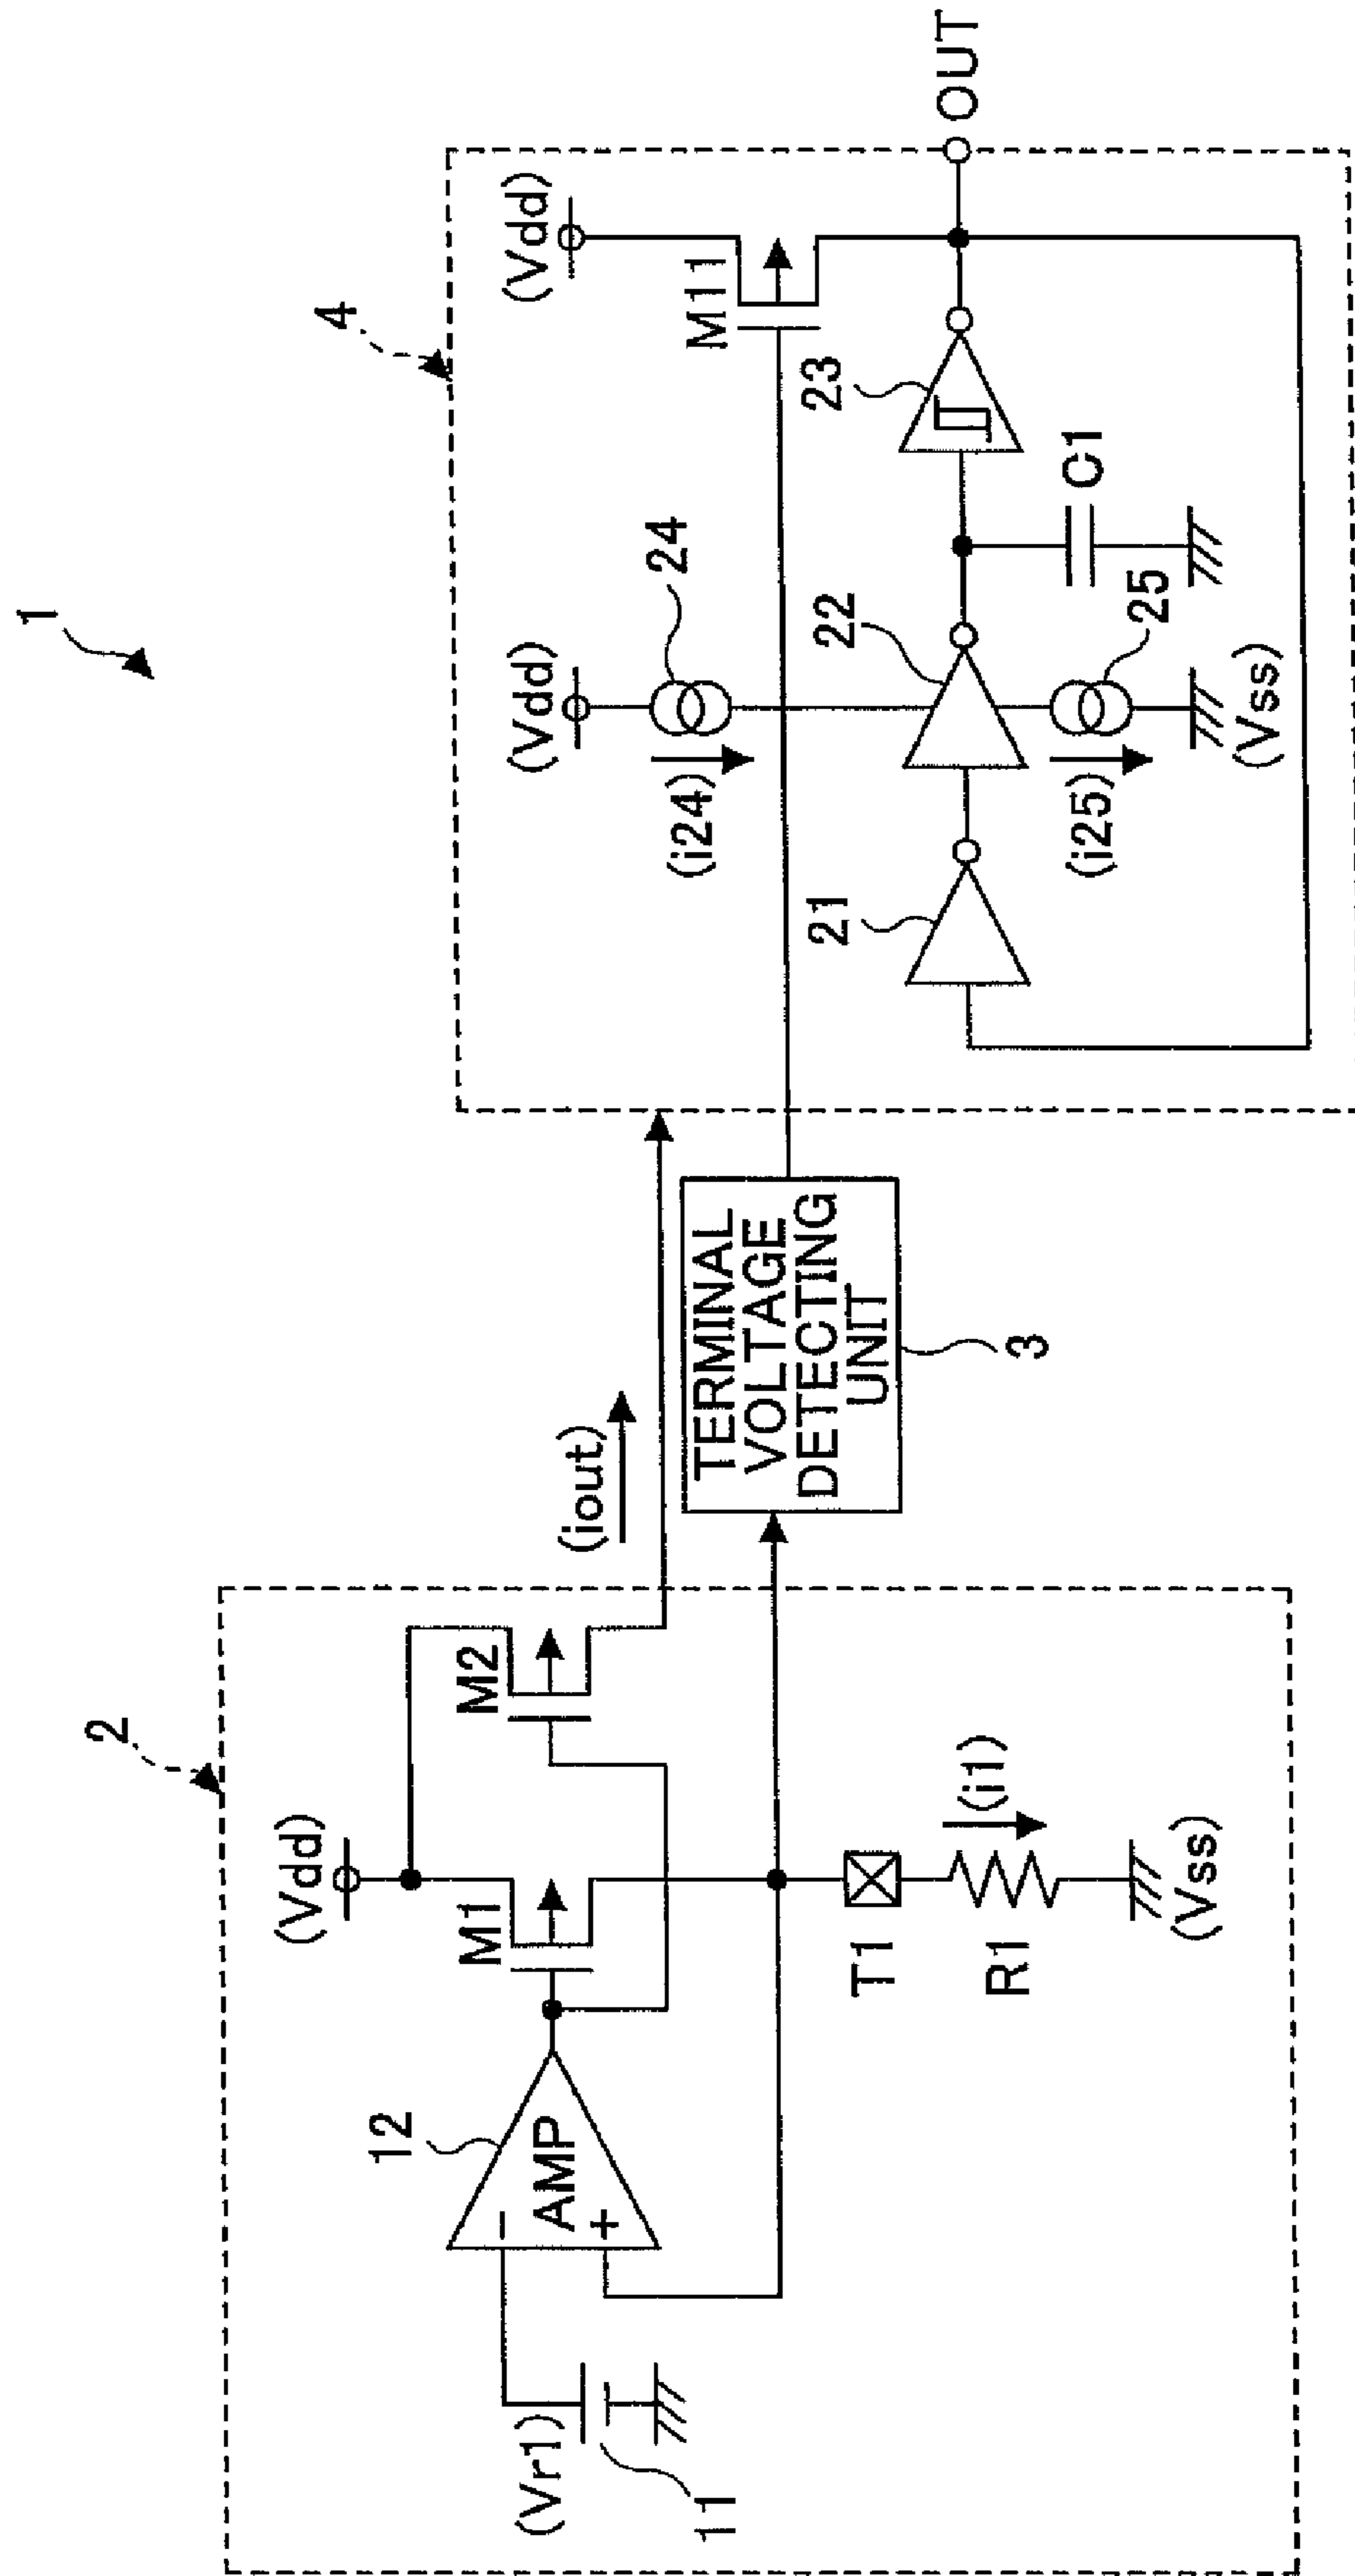 1
2
(Vdd)
M1
M2
12
AMP
-
+
(Vr1)
11
T1
R1
(i1)
(Vss)
(iout)
TERMINAL
VOLTAGE
DETECTING
UNIT
3
4
(Vdd)
24
(i24)
(Vdd)
M11
21
22
23
C1
25
(i25)
(Vss)
OUT